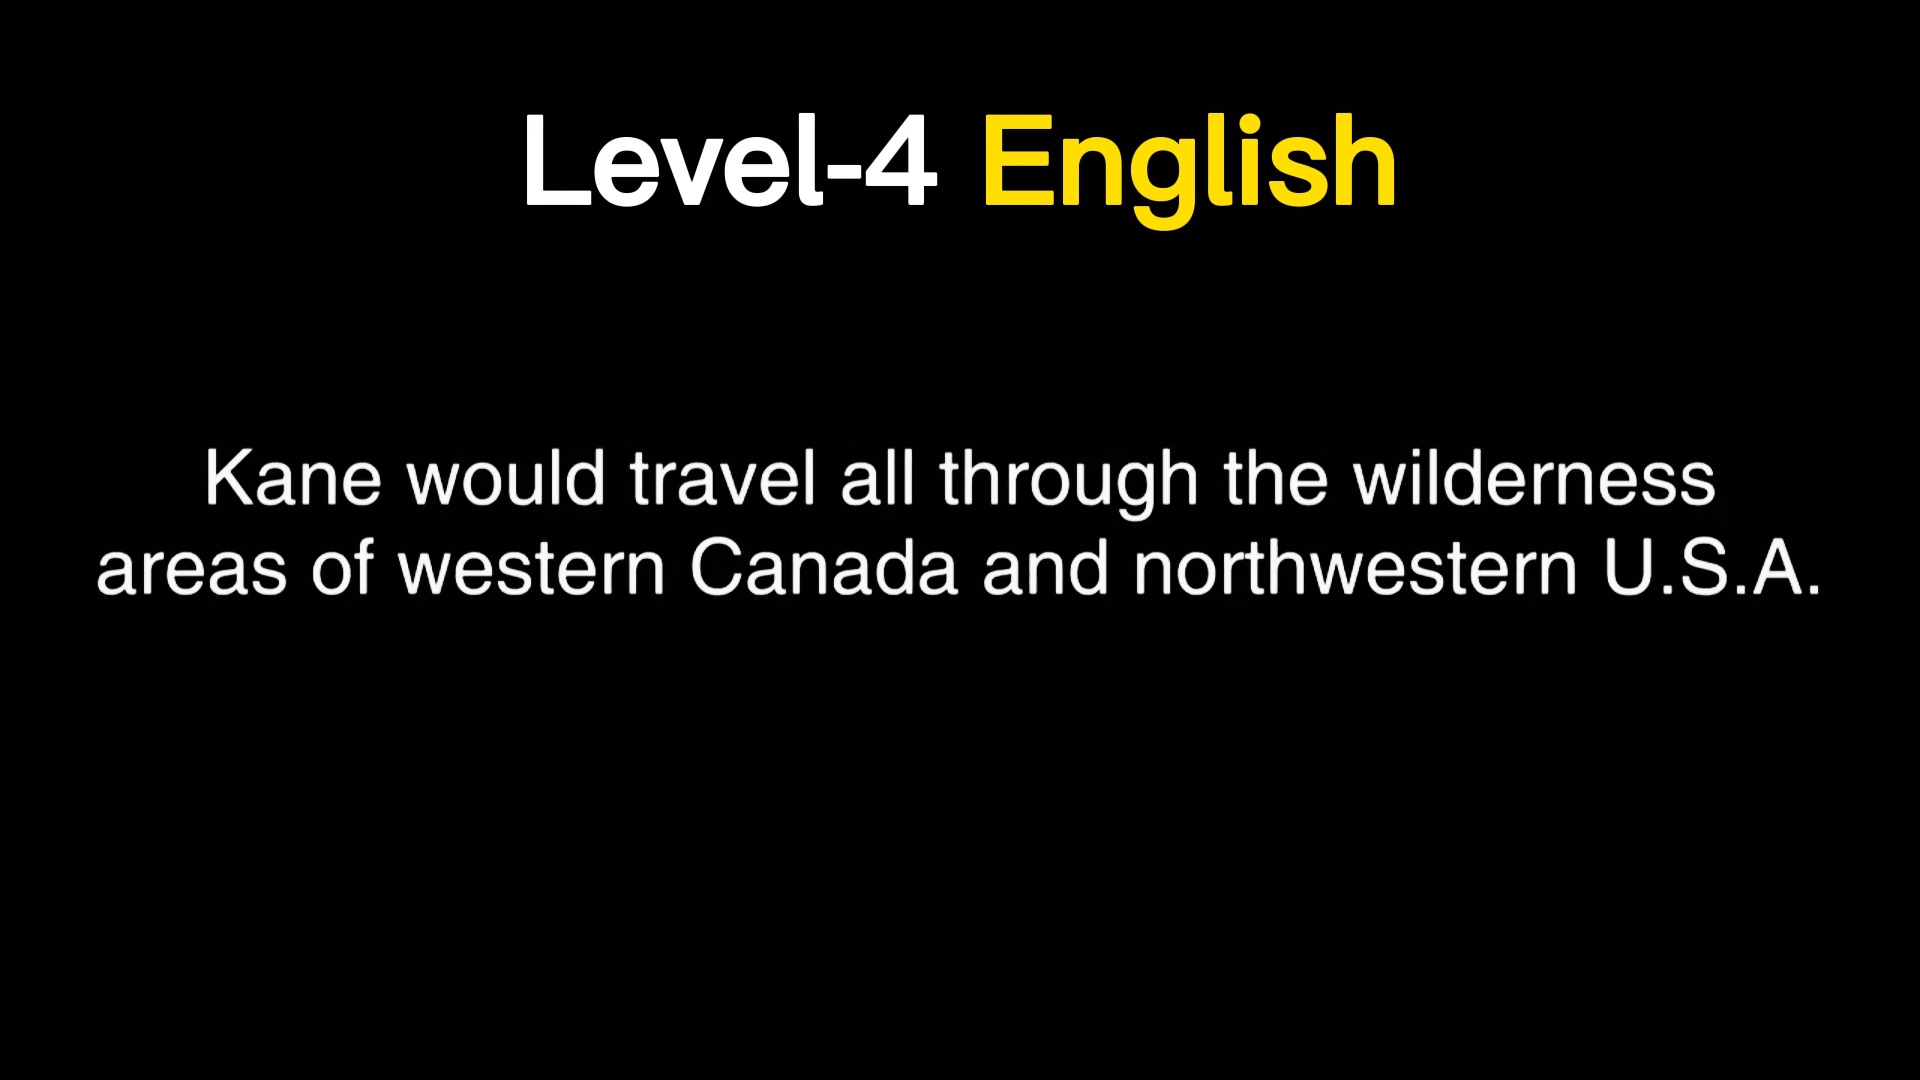 Level-4 English
Kane would travel all through the wilderness
areas of western Canada and northwestern U.S.A.